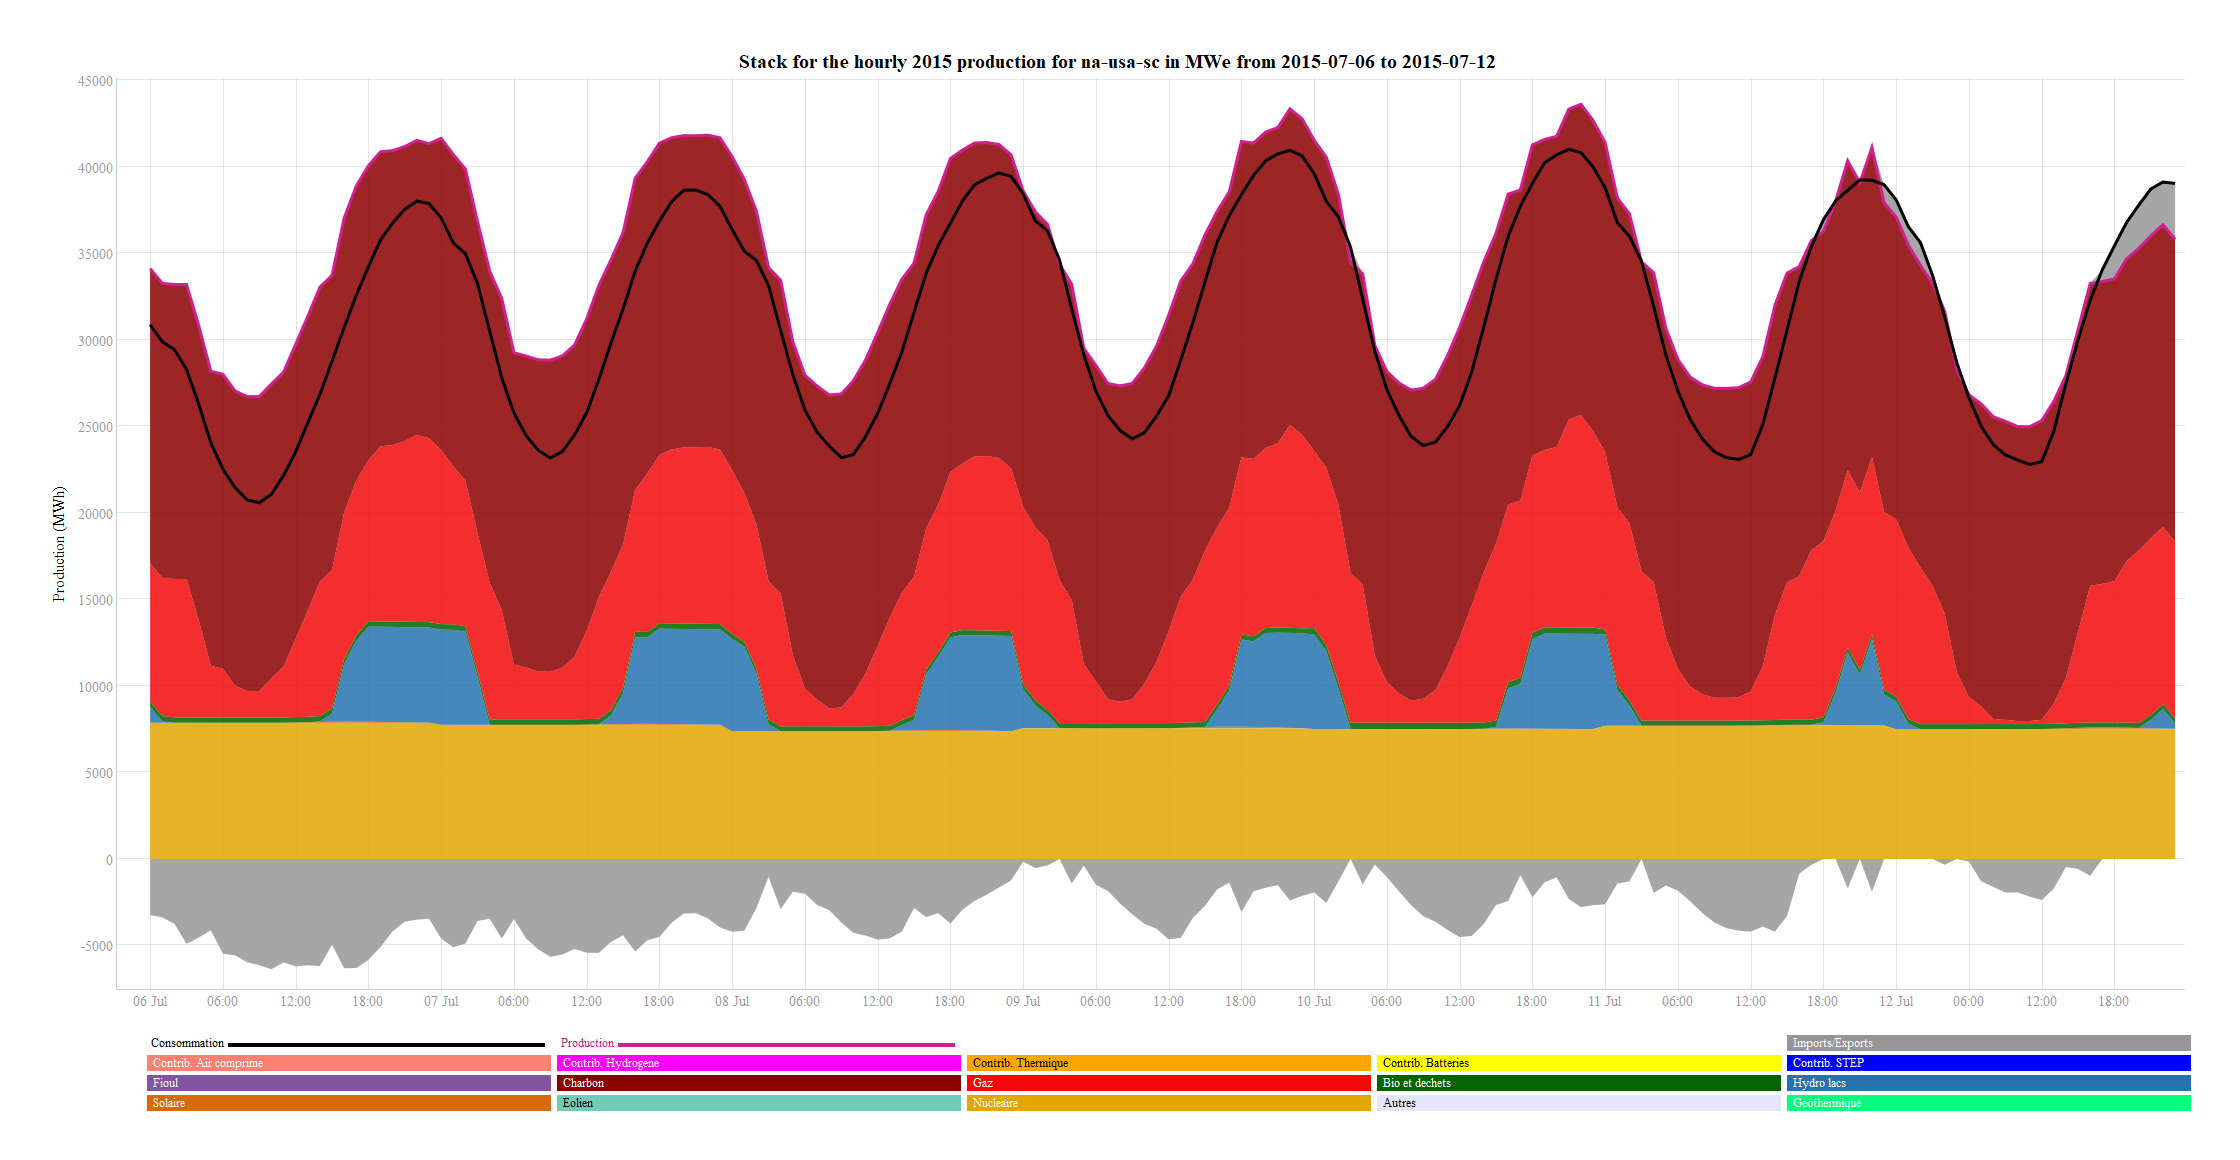 Stack for the hourly 2015 production for na-usa-sc in MWe from 2015-07-06 to 2015-07-12
45000
40000
35000
30000
25000
20000
15000
10000
5000
0
-5000
Production (MWh)
06 Jul 06:00 12:00 18:00 07 Jul 06:00 12:00 18:00 08 Jul 06:00 12:00 18:00 09 Jul 06:00 12:00 18:00 10 Jul 06:00 12:00 18:00 11 Jul 06:00 12:00 18:00 12 Jul 06:00 12:00 18:00
Consommation Production Imports/Exports
Contrib. Air comprime Contrib. Hydrogene Contrib. Thermique Contrib. Batteries Contrib. STEP
Fioul Charbon Gaz Bio et dechets Hydro lacs
Solaire Eolien Nucleaire Autres Geothermique